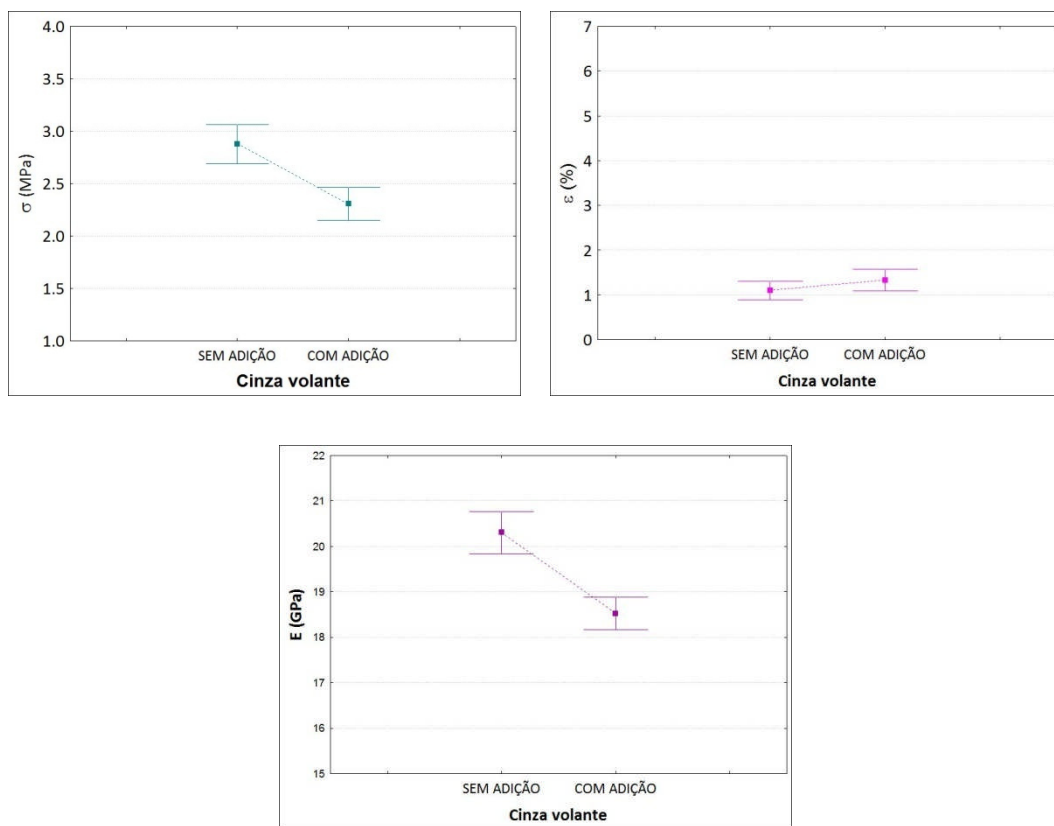 4.0
3.5
3.0
2.5
2.0
1.5
1.0
σ (MPa)
SEM ADIÇÃO COM ADIÇÃO
Cinza volante
7
6
5
4
3
2
1
0
ε (%)
SEM ADIÇÃO COM ADIÇÃO
Cinza volante
22
21
20
19
18
17
16
15
E (GPa)
SEM ADIÇÃO COM ADIÇÃO
Cinza volante